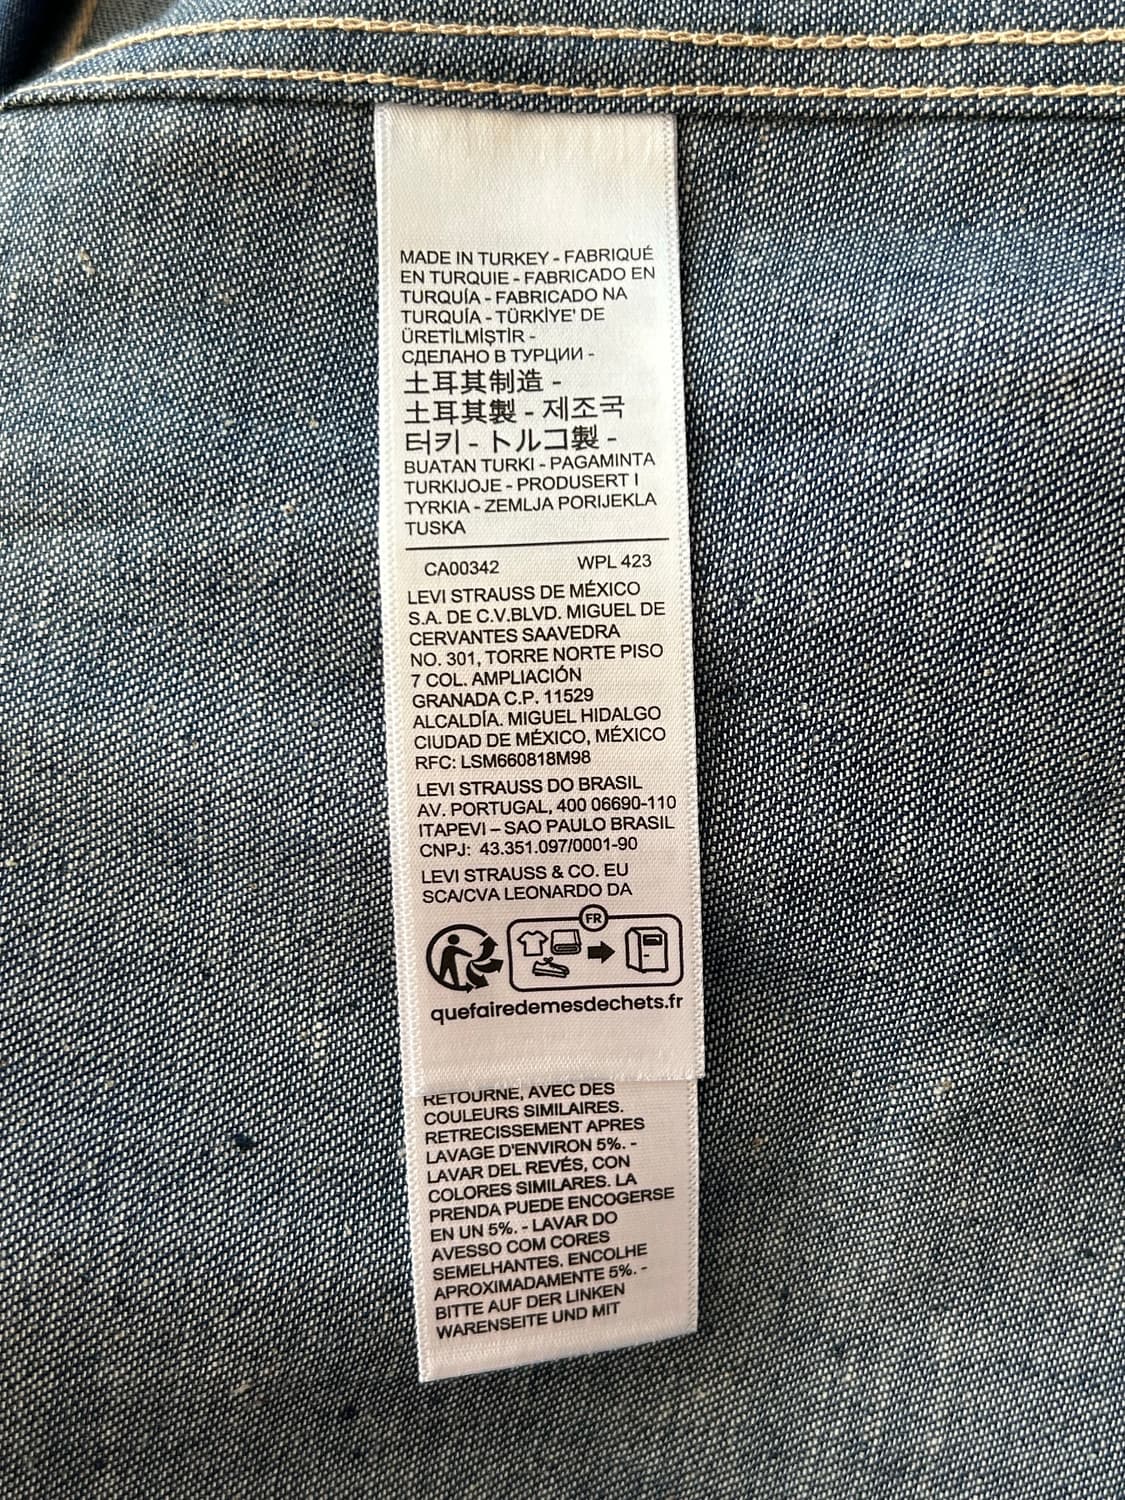 MADE IN TURKEY - FABRIQUÉ
EN TURQUIE - FABRICADO EN
TURQUÍA - FABRICADO NA
TURQUÍA - TÜRKİYE' DE
ÜRETİLMİŞTİR -
СДЕЛАНО В ТУРЦИИ -
土耳其制造 -
土耳其製 - 제조국
터키 - トルコ製 -
BUATAN TURKI - PAGAMINTA
TURKIJOJE - PRODUSERT I
TYRKIA - ZEMLJA PORIJEKLA
TUSKA
CA00342 WPL 423
LEVI STRAUSS DE MÉXICO
S.A. DE C.V.BLVD. MIGUEL DE
CERVANTES SAAVEDRA
NO. 301, TORRE NORTE PISO
7 COL. AMPLIACIÓN
GRANADA C.P. 11529
ALCALDÍA. MIGUEL HIDALGO
CIUDAD DE MÉXICO, MÉXICO
RFC: LSM660818M98
LEVI STRAUSS DO BRASIL
AV. PORTUGAL, 400 06690-110
ITAPEVI – SAO PAULO BRASIL
CNPJ: 43.351.097/0001-90
LEVI STRAUSS & CO. EU
SCA/CVA LEONARDO DA
FR
quefairedemesdechets.fr
RETOURNE, AVEC DES
COULEURS SIMILAIRES.
RETRECISSEMENT APRES
LAVAGE D'ENVIRON 5%. -
LAVAR DEL REVÉS, CON
COLORES SIMILARES. LA
PRENDA PUEDE ENCOGERSE
EN UN 5%. - LAVAR DO
AVESSO COM CORES
SEMELHANTES. ENCOLHE
APROXIMADAMENTE 5%. -
BITTE AUF DER LINKEN
WARENSEITE UND MIT